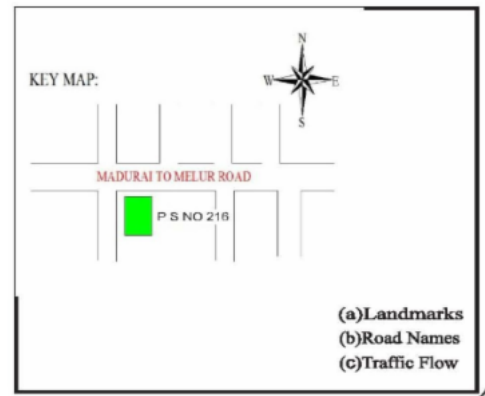 N
KEY MAP:
W E
S
MADURAI TO MELUR ROAD
P S NO 216
(a)Landmarks
(b)Road Names
(c)Traffic Flow